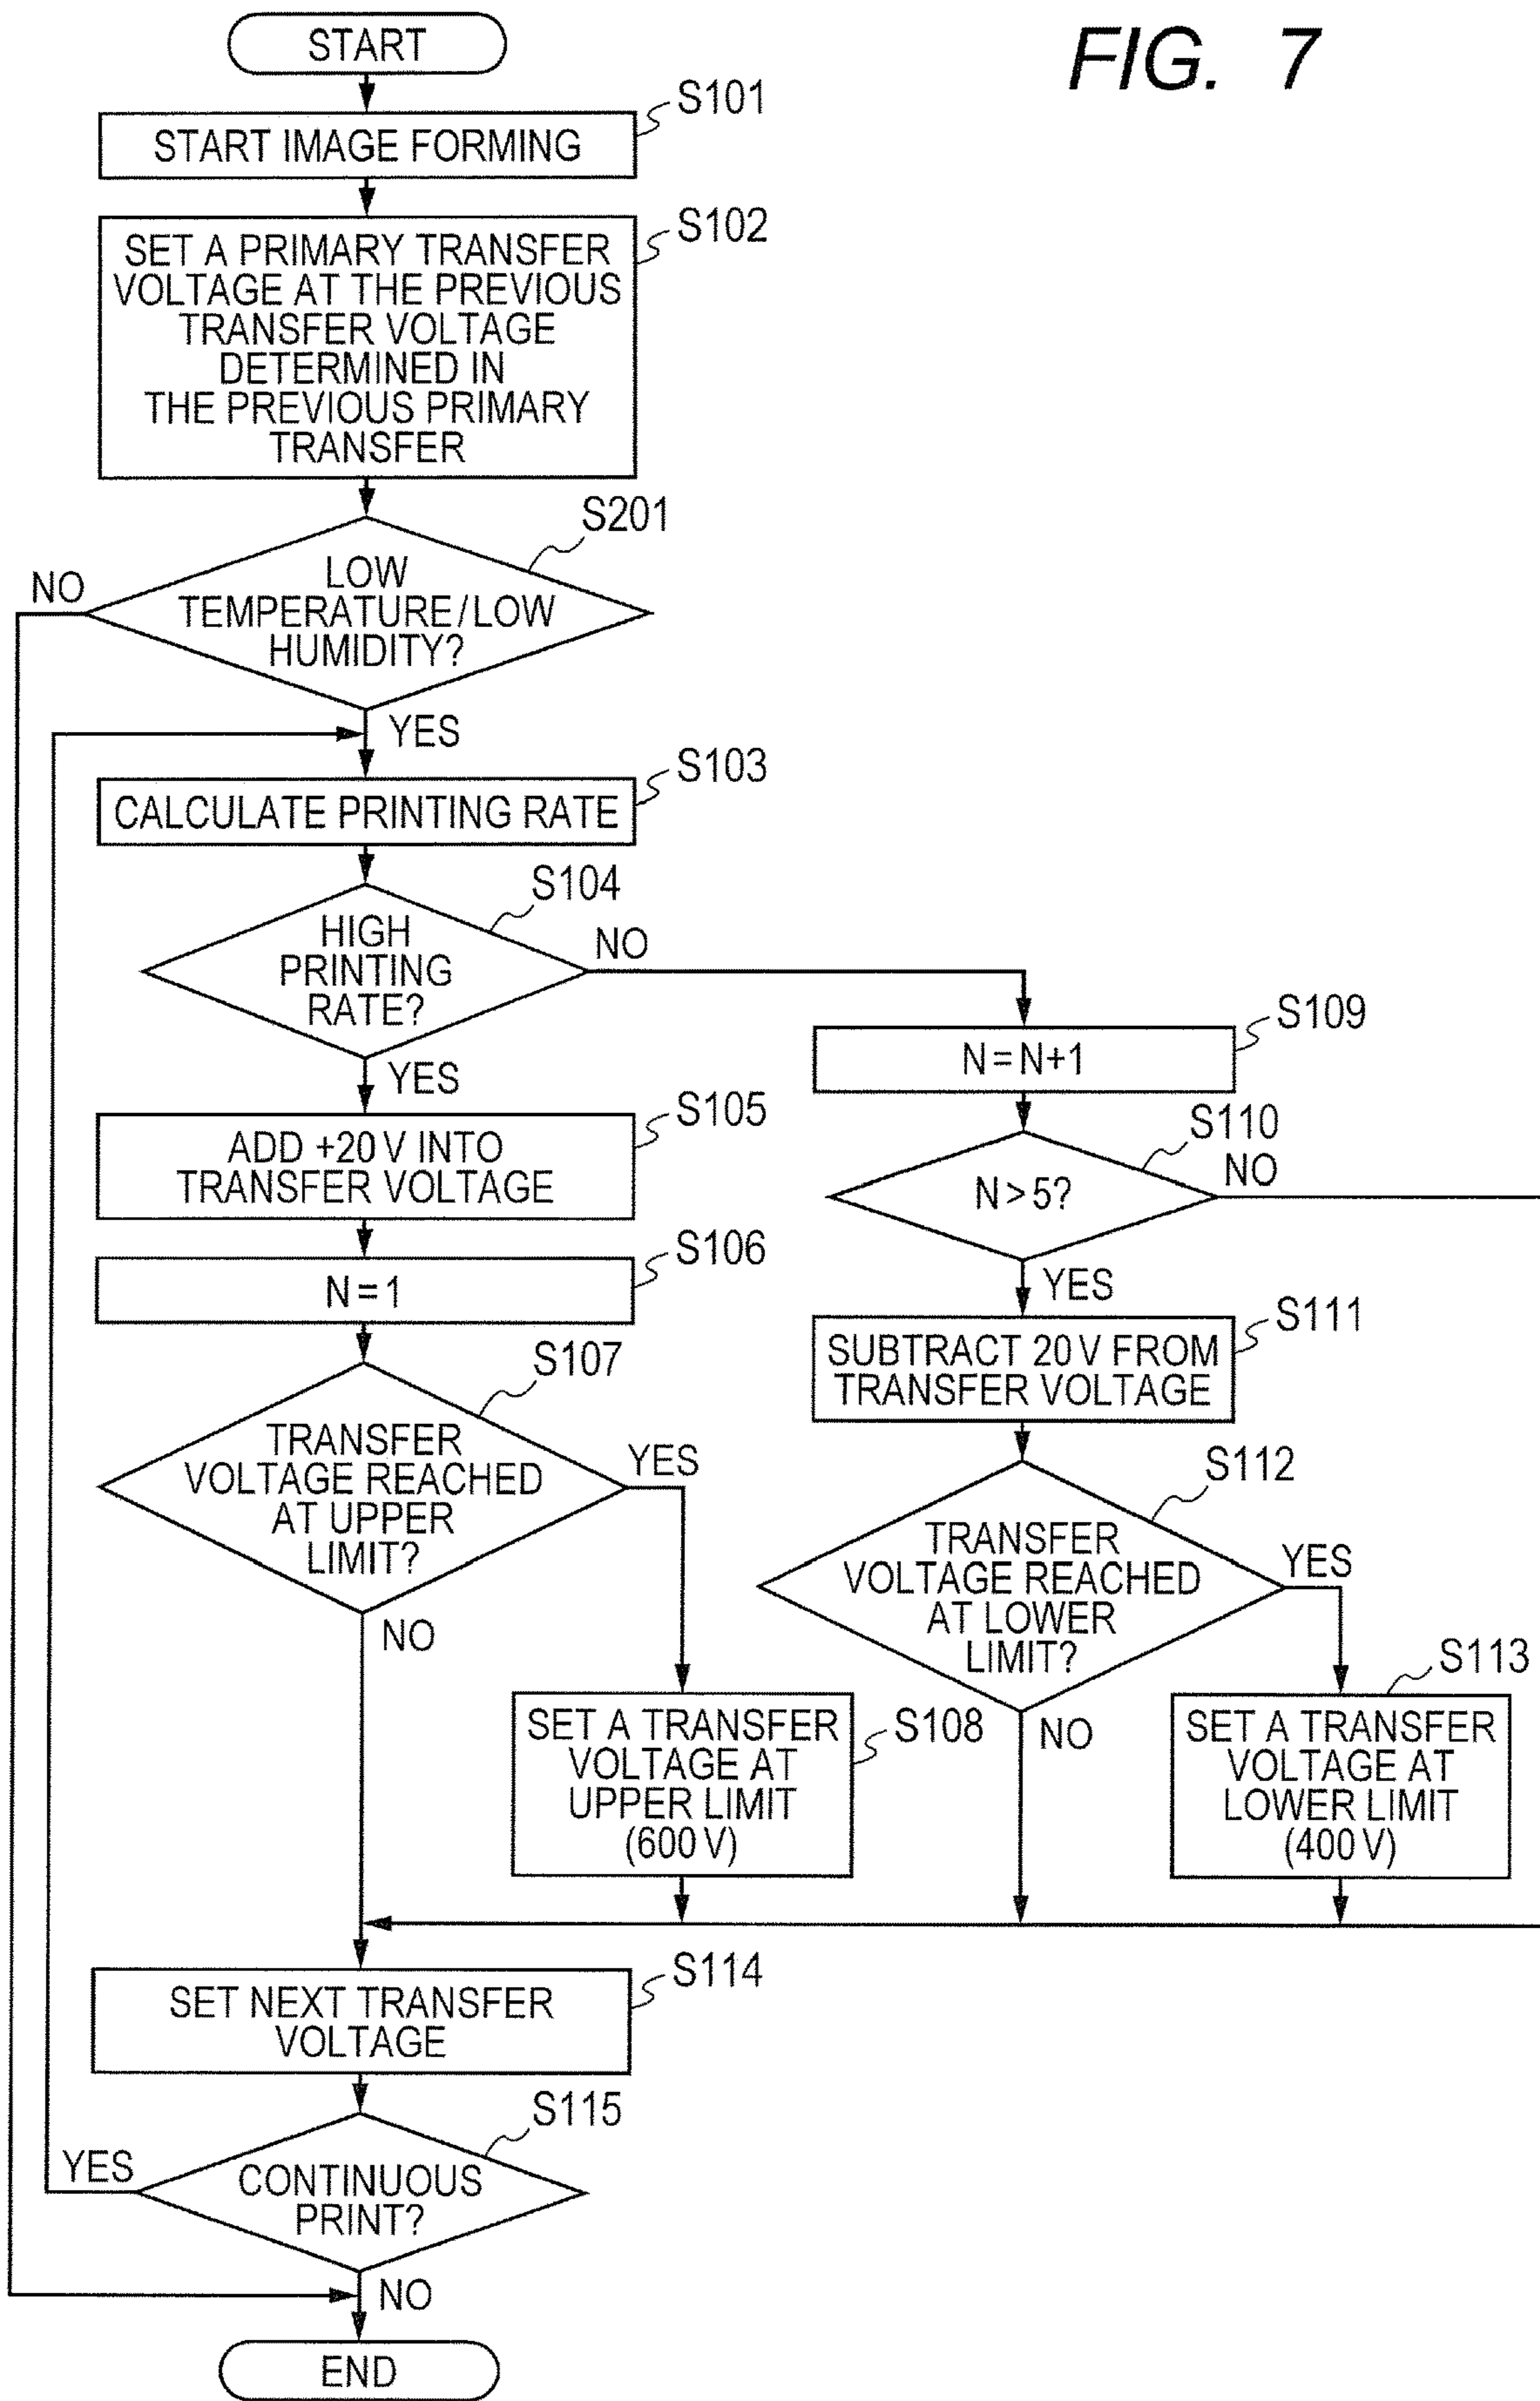 FIG. 7
START
S101
START IMAGE FORMING
S102
SET A PRIMARY TRANSFER
VOLTAGE AT THE PREVIOUS
TRANSFER VOLTAGE
DETERMINED IN
THE PREVIOUS PRIMARY
TRANSFER
S201
NO
LOW
TEMPERATURE/LOW
HUMIDITY?
YES
S103
CALCULATE PRINTING RATE
S104
HIGH
PRINTING
RATE?
NO
YES
S105
ADD +20 V INTO
TRANSFER VOLTAGE
S106
N=1
S107
TRANSFER
VOLTAGE REACHED
AT UPPER
LIMIT?
YES
NO
S108
SET A TRANSFER
VOLTAGE AT
UPPER LIMIT
(600 V)
S109
N=N+1
S110
N>5?
NO
YES
S111
SUBTRACT 20 V FROM
TRANSFER VOLTAGE
S112
TRANSFER
VOLTAGE REACHED
AT LOWER
LIMIT?
YES
NO
S113
SET A TRANSFER
VOLTAGE AT
LOWER LIMIT
(400 V)
S114
SET NEXT TRANSFER
VOLTAGE
S115
YES
CONTINUOUS
PRINT?
NO
END